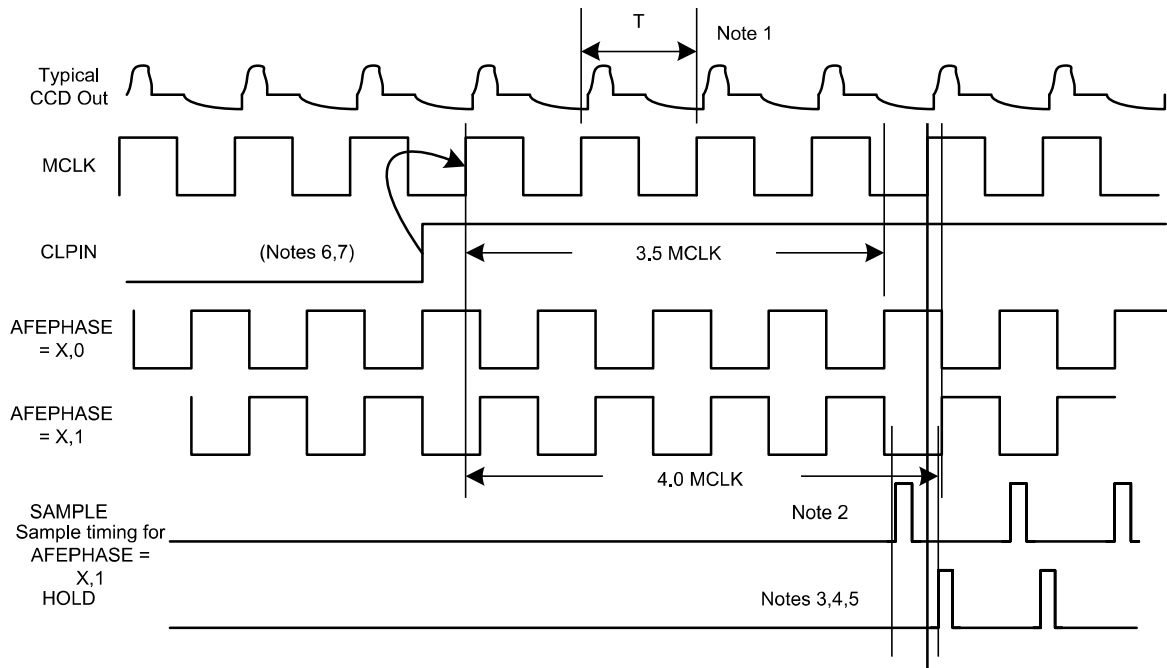 T
Note 1
Typical
CCD Out
MCLK
CLPIN
(Notes 6,7)
3.5 MCLK
AFEPHASE
= X,0
AFEPHASE
= X,1
4.0 MCLK
SAMPLE
Sample timing for
AFEPHASE =
X,1
Note 2
HOLD
Notes 3,4,5